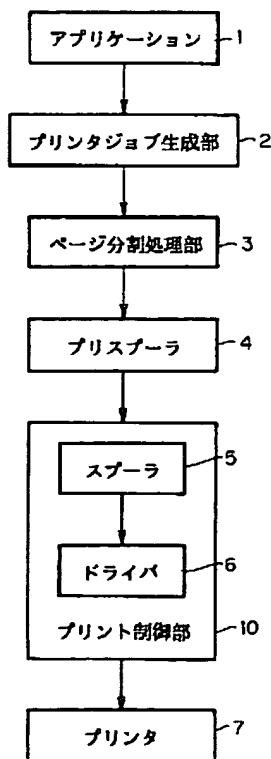 アプリケーション 1
プリンタジョブ生成部 2
ページ分割処理部 3
プリスプーラ 4
スプーラ 5
ドライバ 6
プリント制御部 10
プリンタ 7